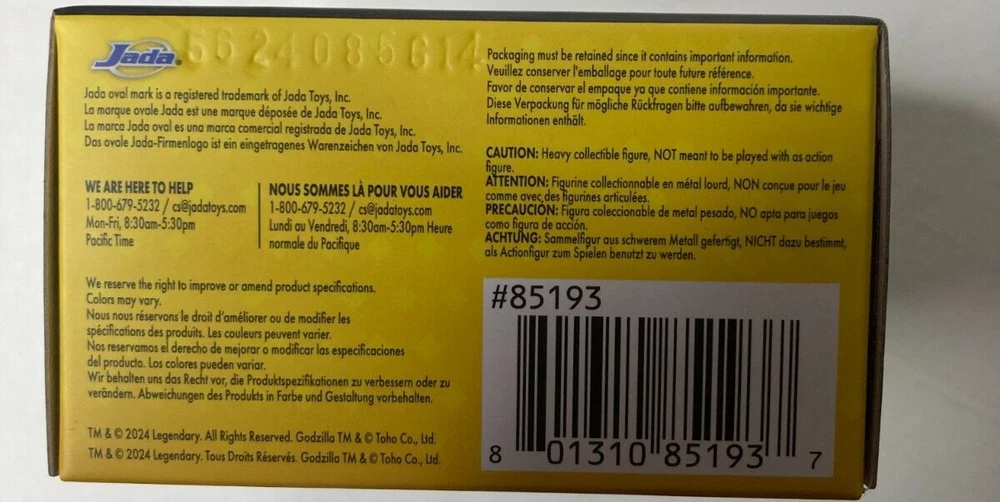 Jada®
5624085614
Jada oval mark is a registered trademark of Jada Toys, Inc.
La marque ovale Jada est une marque déposée de Jada Toys, Inc.
La marca Jada oval es una marca comercial registrada de Jada Toys, Inc.
Das ovale Jada-Firmenlogo ist ein eingetragenes Warenzeichen von Jada Toys, Inc.
WE ARE HERE TO HELP
1-800-679-5232 / cs@jadatoys.com
Mon-Fri, 8:30am-5:30pm
Pacific Time
NOUS SOMMES LÀ POUR VOUS AIDER
1-800-679-5232 / cs@jadatoys.com
Lundi au Vendredi, 8:30am-5:30pm Heure
normale du Pacifique
We reserve the right to improve or amend product specifications.
Colors may vary.
Nous nous réservons le droit d'améliorer ou de modifier les
spécifications des produits. Les couleurs peuvent varier.
Nos reservamos el derecho de mejorar o modificar las especificaciones
del producto. Los colores pueden variar.
Wir behalten uns das Recht vor, die Produktspezifikationen zu verbessern oder zu
verändern. Abweichungen des Produkts in Farbe und Gestaltung vorbehalten.
TM & © 2024 Legendary. All Rights Reserved. Godzilla TM & © Toho Co., Ltd.
TM & © 2024 Legendary. Tous Droits Réservés. Godzilla TM & © Toho Co., Ltd.
Packaging must be retained since it contains important information.
Veuillez conserver l'emballage pour toute future référence.
Favor de conservar el empaque ya que contiene información importante.
Diese Verpackung für mögliche Rückfragen bitte aufbewahren, da sie wichtige
Informationen enthält.
CAUTION: Heavy collectible figure, NOT meant to be played with as action
figure.
ATTENTION: Figurine collectionnable en métal lourd, NON conçue pour le jeu
comme avec des figurines articulées.
PRECAUCIÓN: Figura coleccionable de metal pesado, NO apta para juegos
como figura de acción.
ACHTUNG: Sammelfigur aus schwerem Metall gefertigt, NICHT dazu bestimmt,
als Actionfigur zum Spielen benutzt zu werden.
#85193
8 01310 85193 7